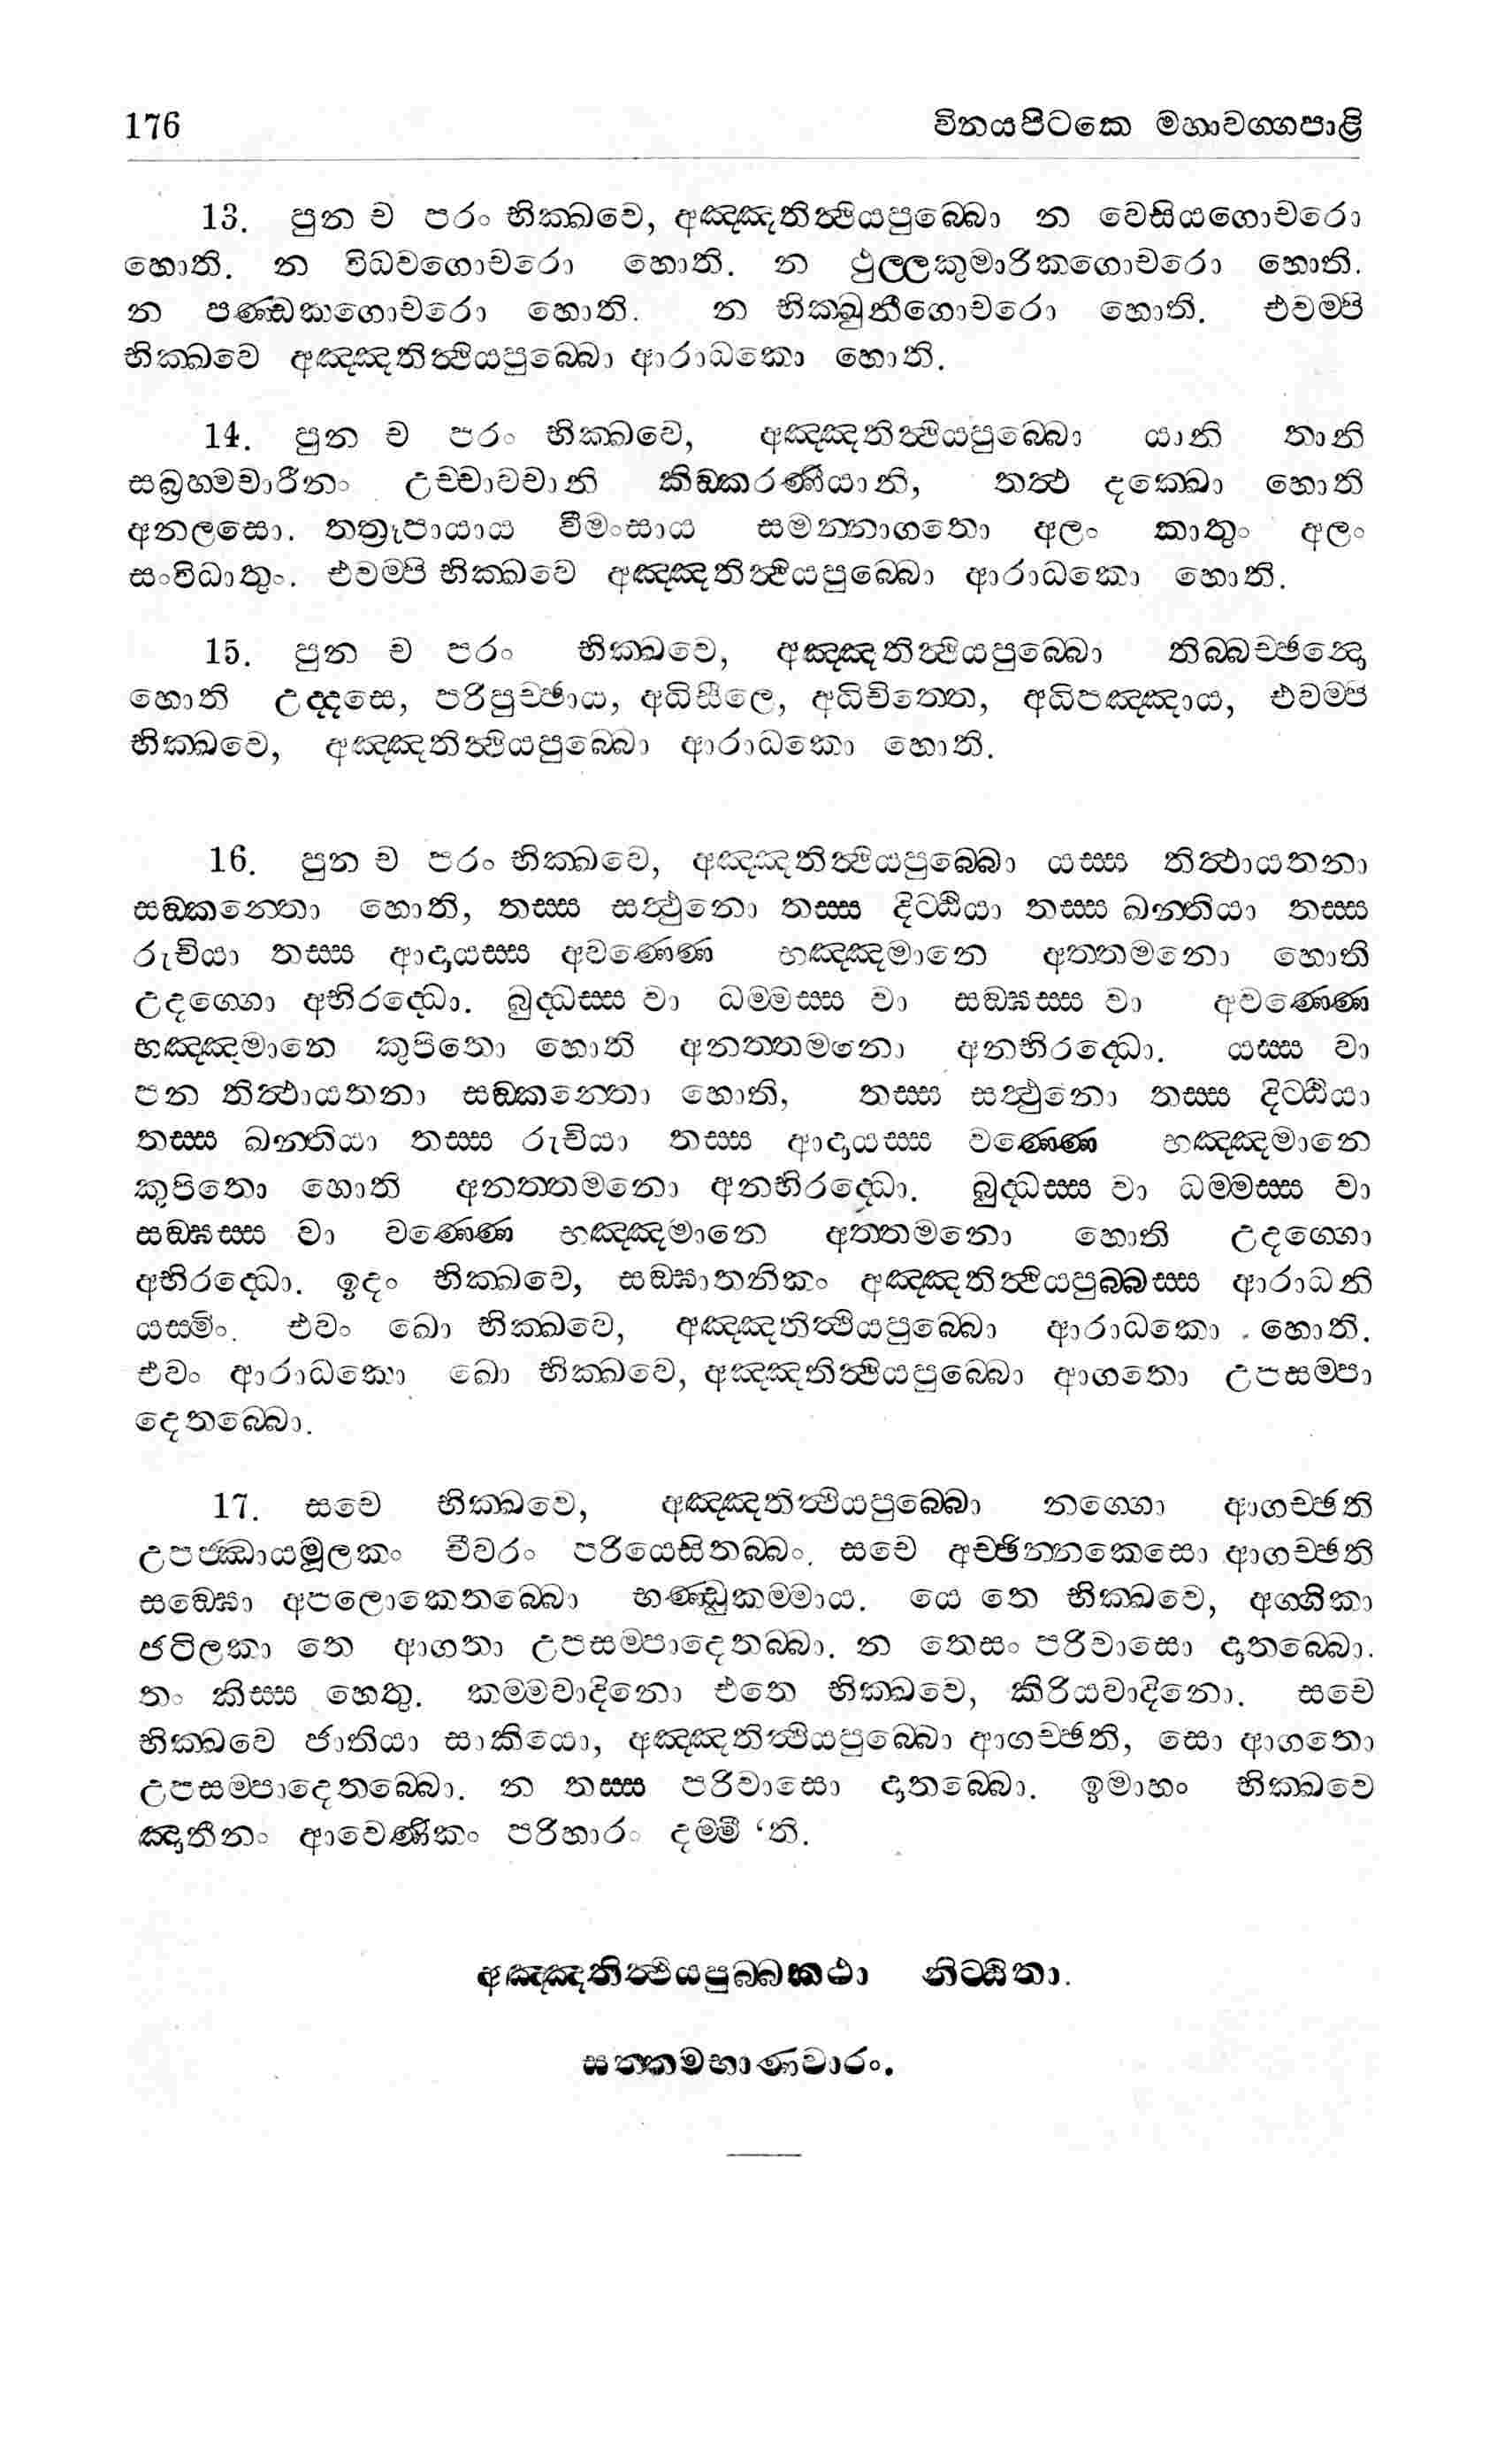 176 විනයපිටකෙ මහාවග්ගපාළි
13. පුන ච පරං භික්ඛවෙ, අඤ්ඤතිත්ථියපුබ්බො න වෙසියගොචරො
හොති. න විධවගොචරො හොති. න ථුල්ලකුමාරිකගොචරො හොති.
න පණ්ඩකගොචරො හොති. න භික්ඛුනීගොචරො හොති. එවම්පි
භික්ඛවෙ අඤ්ඤතිත්ථියපුබ්බො ආරාධකො හොති.
14. පුන ච පරං භික්ඛවෙ, අඤ්ඤතිත්ථියපුබ්බො යානි තානි
සබ්‍රහ්මචාරීනං උච්චාවචානි කිඞ්කරණීයානි, තත්ථ දක්ඛො හොති
අනලසො. තත්‍රූපායාය වීමංසාය සමන්නාගතො අලං කාතුං අලං
සංවිධාතුං. එවම්පි භික්ඛවෙ අඤ්ඤතිත්ථියපුබ්බො ආරාධකො හොති.
15. පුන ච පරං භික්ඛවෙ, අඤ්ඤතිත්ථියපුබ්බො තිබ්බච්ඡන්දො
හොති උද්දසෙ, පරිපුච්ඡාය, අධිසීලෙ, අධිචිත්තෙ, අධිපඤ්ඤාය, එවම්පි
භික්ඛවෙ, අඤ්ඤතිත්ථියපුබ්බො ආරාධකො හොති.
16. පුන ච පරං භික්ඛවෙ, අඤ්ඤතිත්ථියපුබ්බො යස්ස තිත්ථායතනා
සඞ්කන්තො හොති, තස්ස සත්ථුනො තස්ස දිට්ඨියා තස්ස ඛන්තියා තස්ස
රුචියා තස්ස ආදායස්ස අවණ්ණෙ භඤ්ඤමානෙ අත්තමනො හොති
උදග්ගො අභිරද්ධො. බුද්ධස්ස වා ධම්මස්ස වා සඞ්ඝස්ස වා අවණ්ණෙ
භඤ්ඤමානෙ කුපිතො හොති අනත්තමනො අනභිරද්ධො. යස්ස වා
පන තිත්ථායතනා සඞ්කන්තො හොති, තස්ස සත්ථුනො තස්ස දිට්ඨියා
තස්ස ඛන්තියා තස්ස රුචියා තස්ස ආදායස්ස වණ්ණෙ භඤ්ඤමානෙ
කුපිතො හොති අනත්තමනො අනභිරද්ධො. බුද්ධස්ස වා ධම්මස්ස වා
සඞ්ඝස්ස වා වණ්ණෙ භඤ්ඤමානෙ අත්තමනො හොති උදග්ගො
අභිරද්ධො. ඉදං භික්ඛවෙ, සඞ්ඝාතනිකං අඤ්ඤතිත්ථියපුබ්බස්ස ආරාධනි
යස්මිං. එවං ඛො භික්ඛවෙ, අඤ්ඤතිත්ථියපුබ්බො ආරාධකො හොති.
එවං ආරාධකො ඛො භික්ඛවෙ, අඤ්ඤතිත්ථියපුබ්බො ආගතො උපසම්පා
දෙතබ්බො.
17. සචෙ භික්ඛවෙ, අඤ්ඤතිත්ථියපුබ්බො නග්ගො ආගච්ඡති
උපජ්ඣායමූලකං චීවරං පරියෙසිතබ්බං. සචෙ අච්ඡින්නකෙසො ආගච්ඡති
සඞ්ඝො අපලොකෙතබ්බො භණ්ඩුකම්මාය. යෙ තෙ භික්ඛවෙ, අග්ගිකා
ජටිලකා තෙ ආගතා උපසම්පාදෙතබ්බා. න තෙසං පරිවාසො දාතබ්බො.
තං කිස්ස හෙතු. කම්මවාදිනො එතෙ භික්ඛවෙ, කිරියවාදිනො. සචෙ
භික්ඛවෙ ජාතියා සාකියො, අඤ්ඤතිත්ථියපුබ්බො ආගච්ඡති, සො ආගතො
උපසම්පාදෙතබ්බො. න තස්ස පරිවාසො දාතබ්බො. ඉමාහං භික්ඛවෙ
ඤාතීනං ආවෙණිකං පරිහාරං දම්මී ‘ති.
අඤ්ඤතිත්ථියපුබ්බකථා නිට්ඨිතා.
සත්තමභාණවාරං.